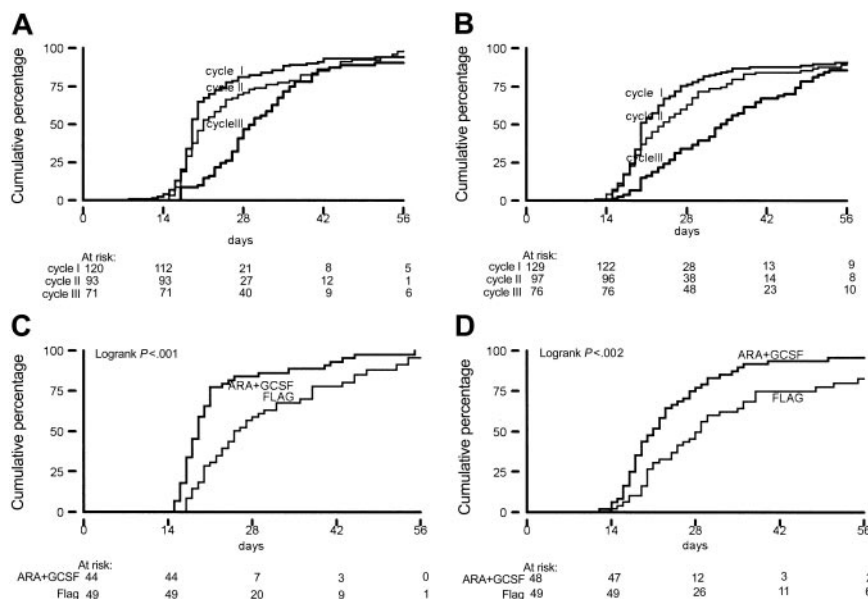 A
Cumulative percentage
100
75
50
25
0
cycle I
cycle II
cycleIII
0 14 28 42 56
days
At risk:
cycle I 120 112 21 8 5
cycle II 93 93 27 12 1
cycle III 71 71 40 9 6
B
Cumulative percentage
100
75
50
25
0
cycle I
cycle II
cycleIII
0 14 28 42 56
days
At risk:
cycle I 129 122 28 13 9
cycle II 97 96 38 14 8
cycle III 76 76 48 23 10
C
Cumulative percentage
100
75
50
25
0
Logrank P<.001
ARA+GCSF
FLAG
0 14 28 42 56
days
At risk:
ARA+GCSF 44 44 7 3 0
Flag 49 49 20 9 1
D
Cumulative percentage
100
75
50
25
0
Logrank P<.002
ARA+GCSF
FLAG
0 14 28 42 56
days
At risk:
ARA+GCSF 48 47 12 3
Flag 49 49 26 11